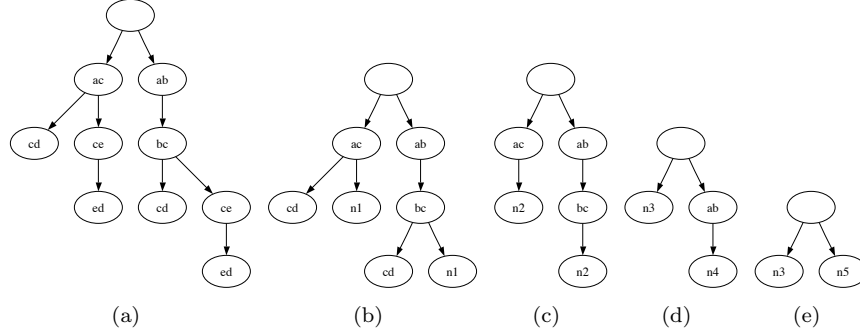 ac ab
cd ce bc
ed cd ce
ed
(a)
ac ab
cd n1 bc
cd n1
(b)
ac ab
n2 bc
n2
(c)
n3 ab
n4
(d)
n3 n5
(e)